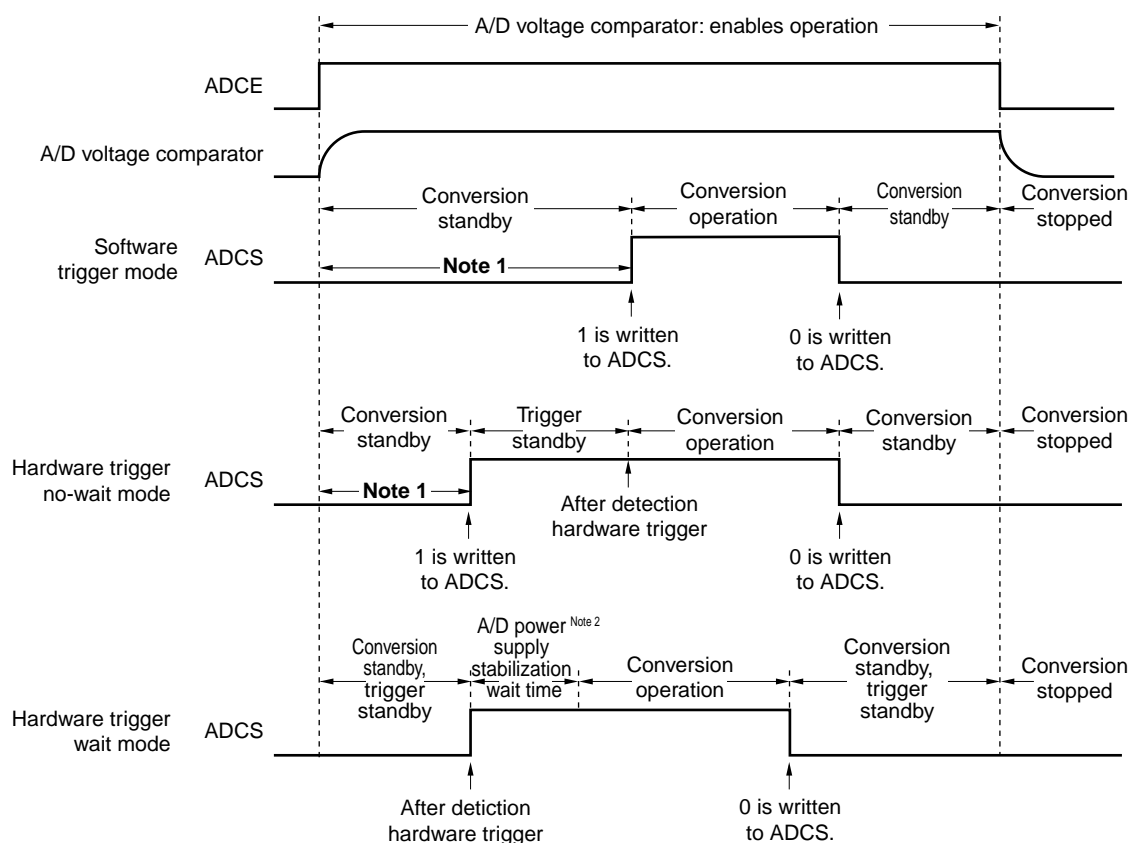 A/D voltage comparator: enables operation
ADCE
A/D voltage comparator
Conversion
standby
Conversion
operation
Conversion
standby
Conversion
stopped
Software
trigger mode
ADCS
Note 1
1 is written
to ADCS.
0 is written
to ADCS.
Conversion
standby
Trigger
standby
Conversion
operation
Conversion
standby
Conversion
stopped
Hardware trigger
no-wait mode
ADCS
Note 1
After detection
hardware trigger
1 is written
to ADCS.
0 is written
to ADCS.
Conversion
standby,
trigger
standby
A/D power Note 2
supply
stabilization
wait time
Conversion
operation
Conversion
standby,
trigger
standby
Conversion
stopped
Hardware trigger
wait mode
ADCS
After detiction
hardware trigger
0 is written
to ADCS.